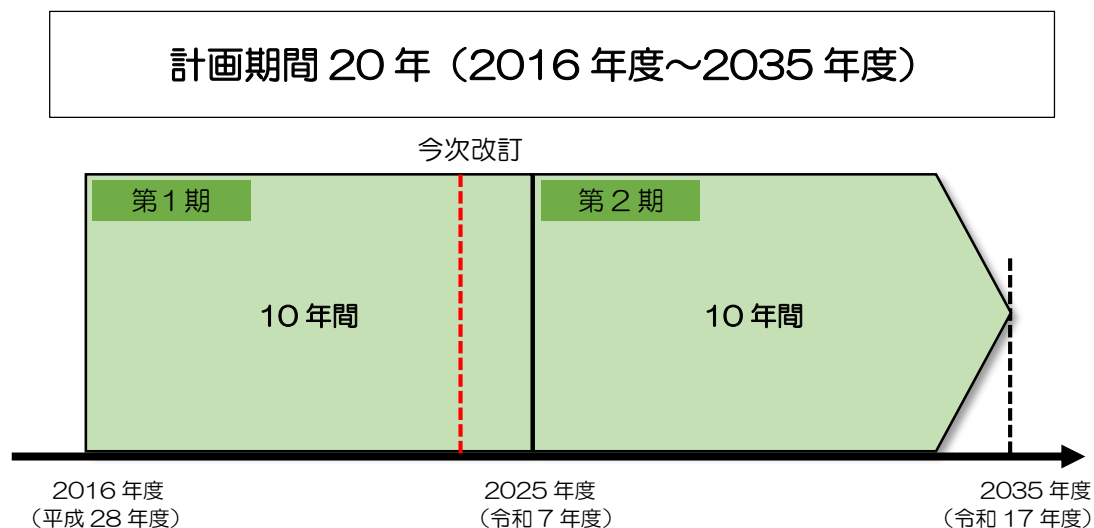 計画期間 20 年（2016 年度～2035 年度）
今次改訂
第１期
第２期
10 年間
10 年間
2016 年度
（平成 28 年度）
2025 年度
（令和 7 年度）
2035 年度
（令和 17 年度）